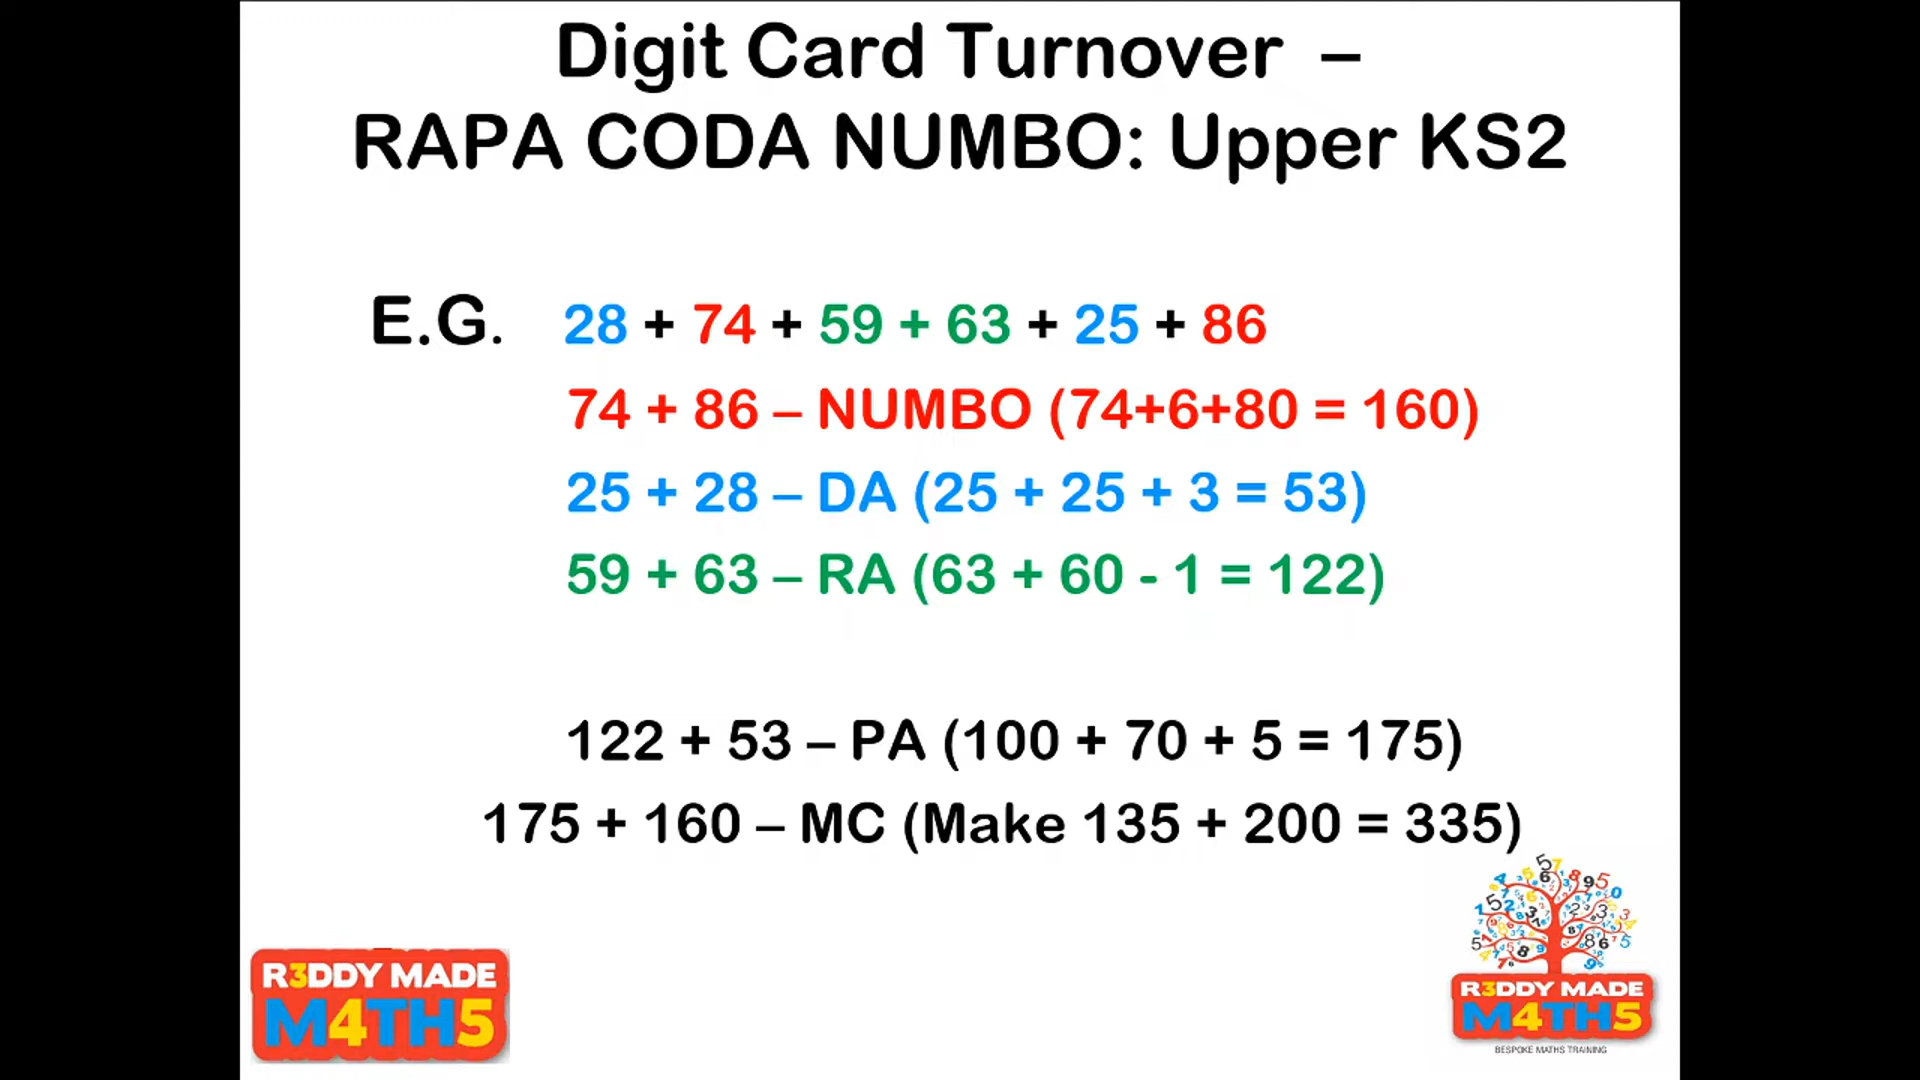 Digit Card Turnover –
RAPA CODA NUMBO: Upper KS2
E.G. 28 + 74 + 59 + 63 + 25 + 86
74 + 86 – NUMBO (74+6+80 = 160)
25 + 28 – DA (25 + 25 + 3 = 53)
59 + 63 – RA (63 + 60 - 1 = 122)
122 + 53 – PA (100 + 70 + 5 = 175)
175 + 160 – MC (Make 135 + 200 = 335)
R3DDY MADE
M4TH5
R3DDY MADE
M4TH5
BESPOKE MATHS TRAINING